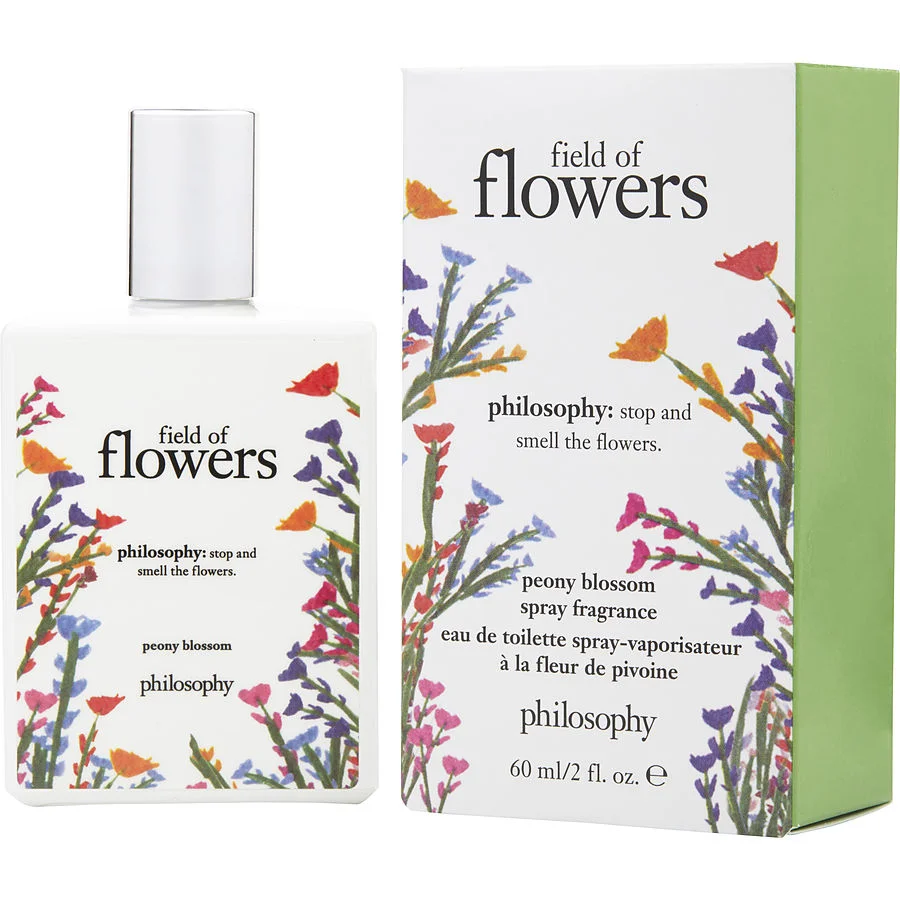 field of
flowers
philosophy: stop and
smell the flowers.
peony blossom
philosophy
field of
flowers
philosophy: stop and
smell the flowers.
peony blossom
spray fragrance
eau de toilette spray-vaporisateur
à la fleur de pivoine
philosophy
60 ml/2 fl. oz. ℮